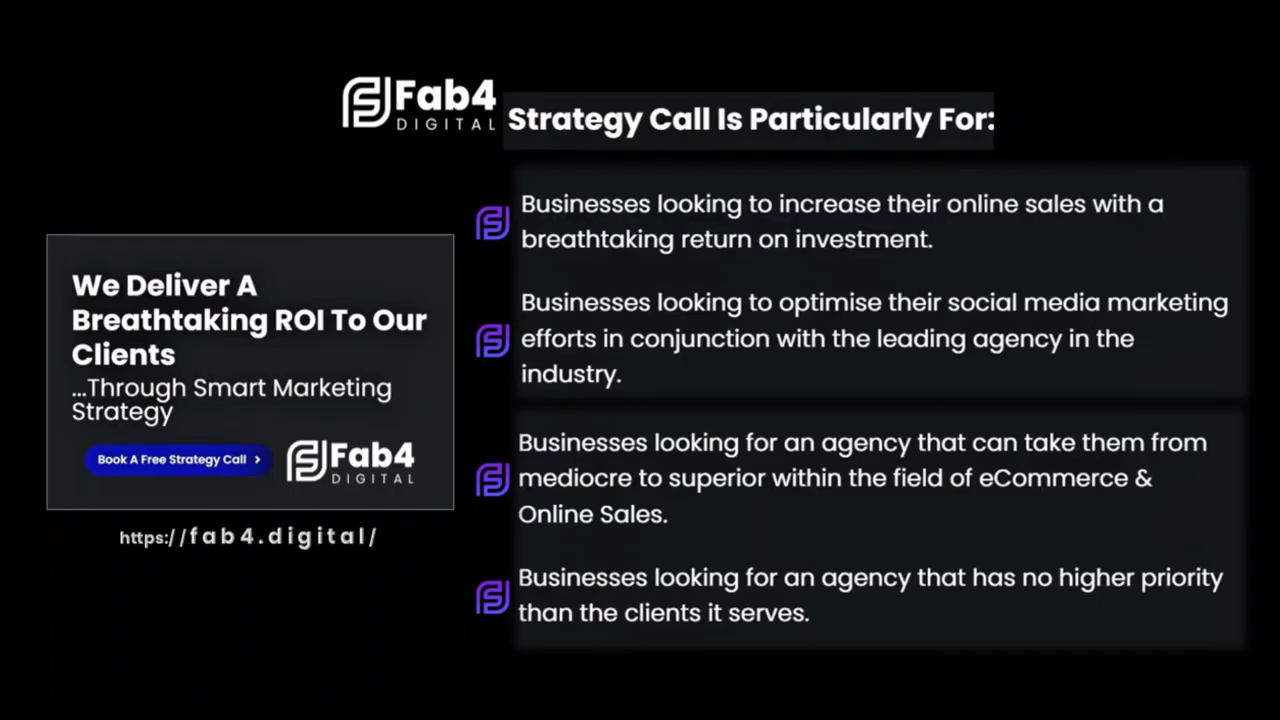 Fab4
DIGITAL
Strategy Call Is Particularly For:
Businesses looking to increase their online sales with a
breathtaking return on investment.
Businesses looking to optimise their social media marketing
efforts in conjunction with the leading agency in the
industry.
Businesses looking for an agency that can take them from
mediocre to superior within the field of eCommerce &
Online Sales.
Businesses looking for an agency that has no higher priority
than the clients it serves.
We Deliver A
Breathtaking ROI To Our
Clients
...Through Smart Marketing
Strategy
Book A Free Strategy Call >
Fab4
DIGITAL
https://fab4.digital/